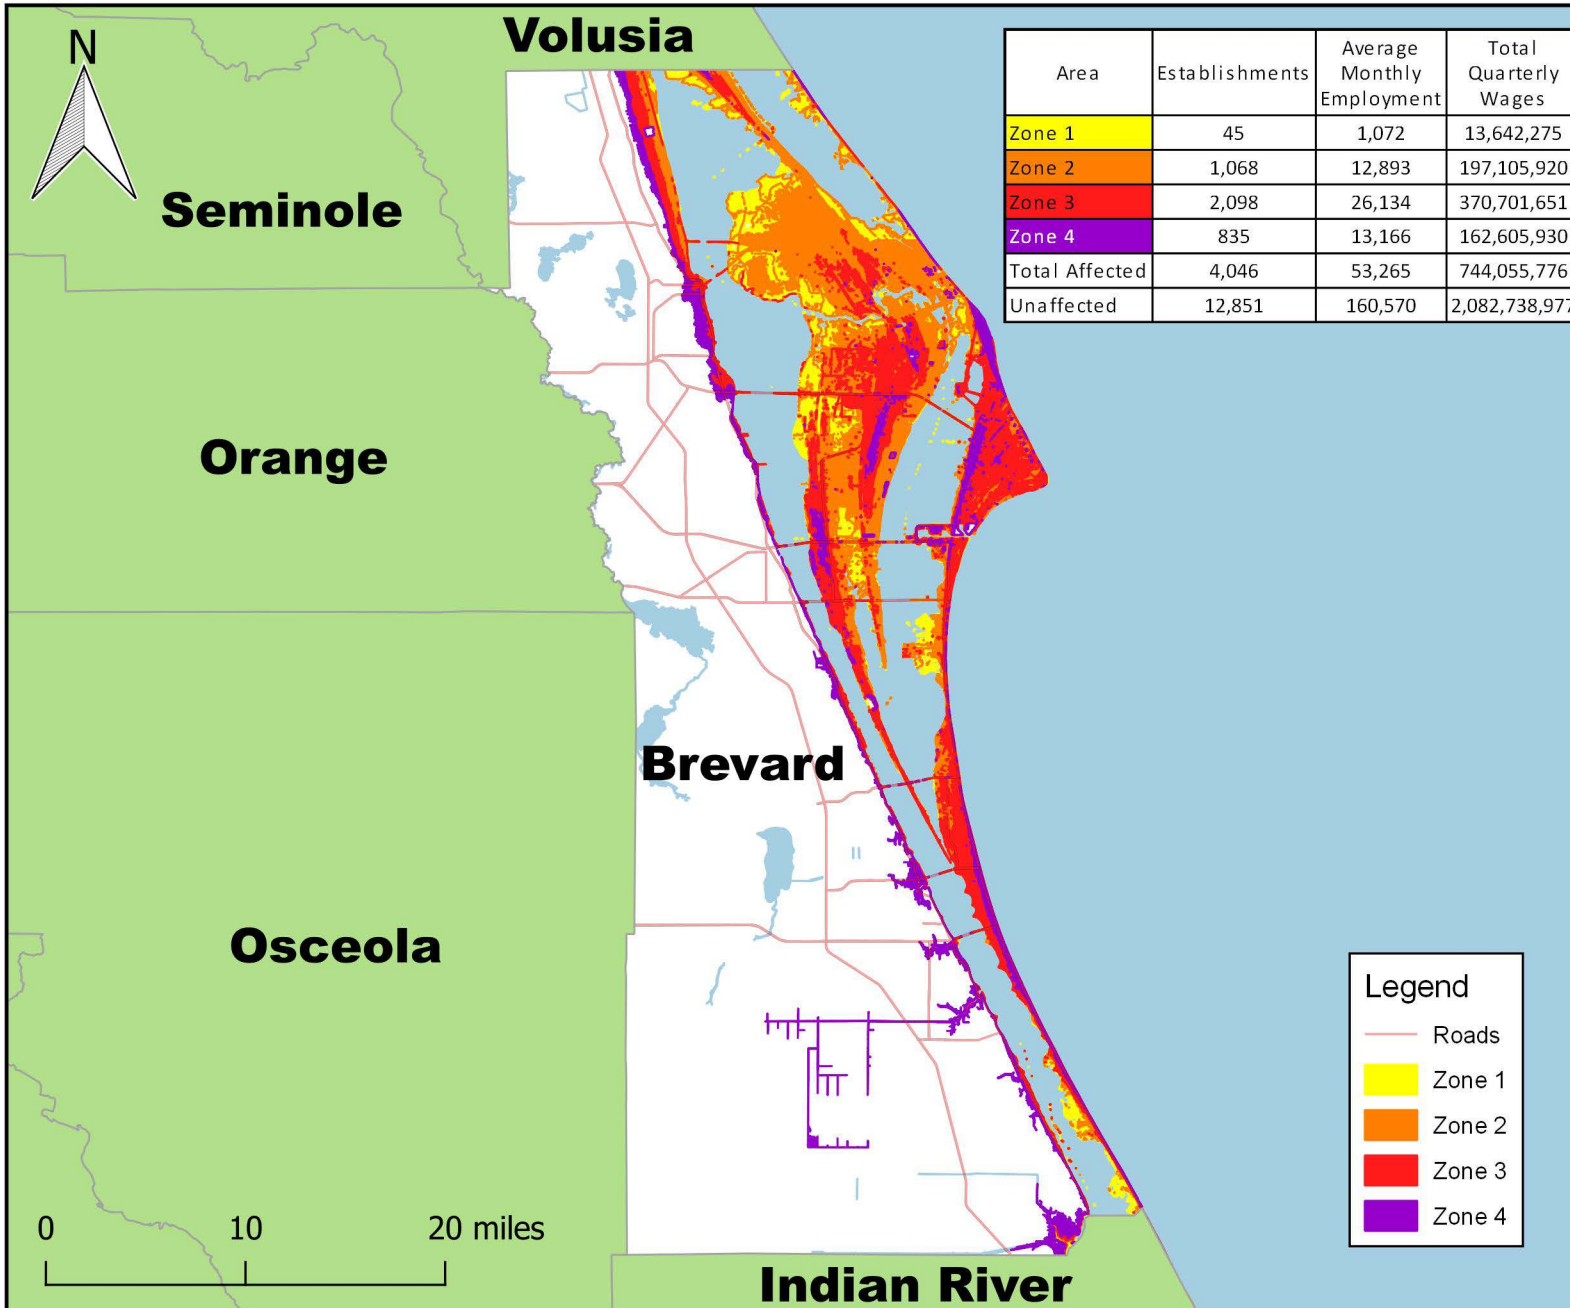 Volusia
N
Seminole
Orange
Brevard
Osceola
Indian River
Area Establishments Average Monthly Employment Total Quarterly Wages
Zone 1 45 1,072 13,642,275
Zone 2 1,068 12,893 197,105,920
Zone 3 2,098 26,134 370,701,651
Zone 4 835 13,166 162,605,930
Total Affected 4,046 53,265 744,055,776
Unaffected 12,851 160,570 2,082,738,977
Legend
Roads
Zone 1
Zone 2
Zone 3
Zone 4
0 10 20 miles